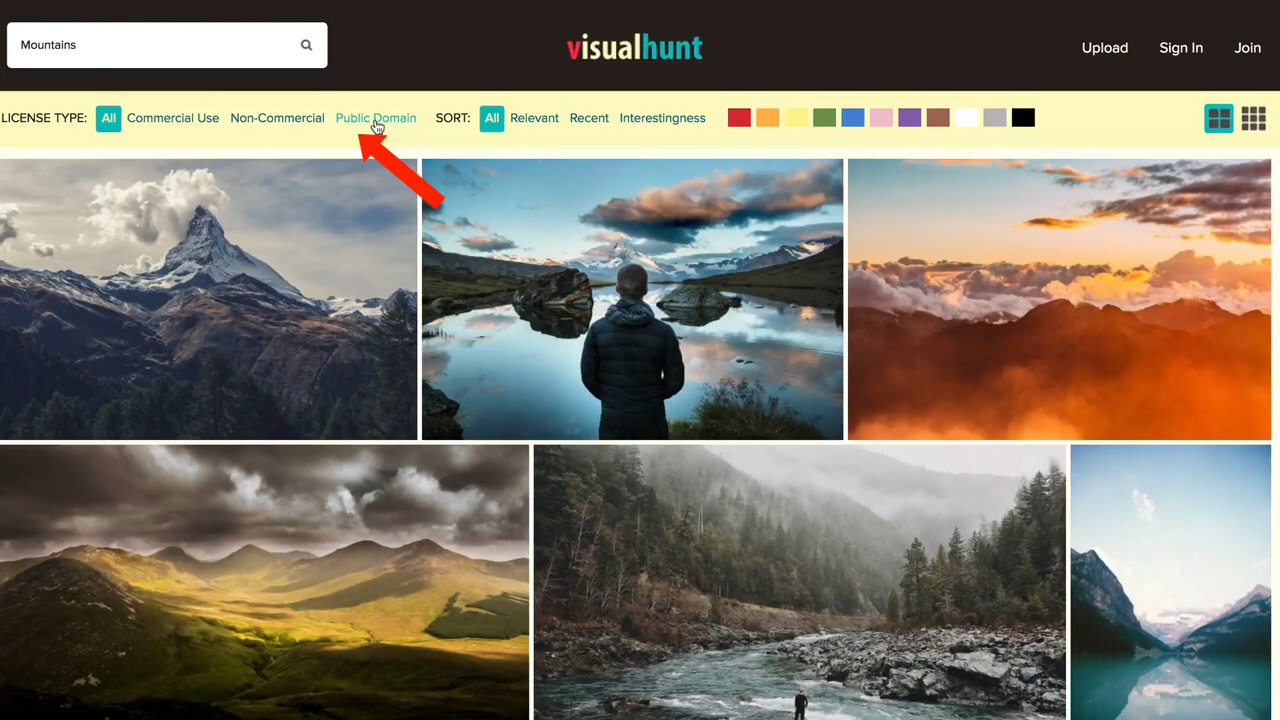 Mountains
visualhunt
Upload Sign In Join
LICENSE TYPE: All Commercial Use Non-Commercial Public Domain SORT: All Relevant Recent Interestingness